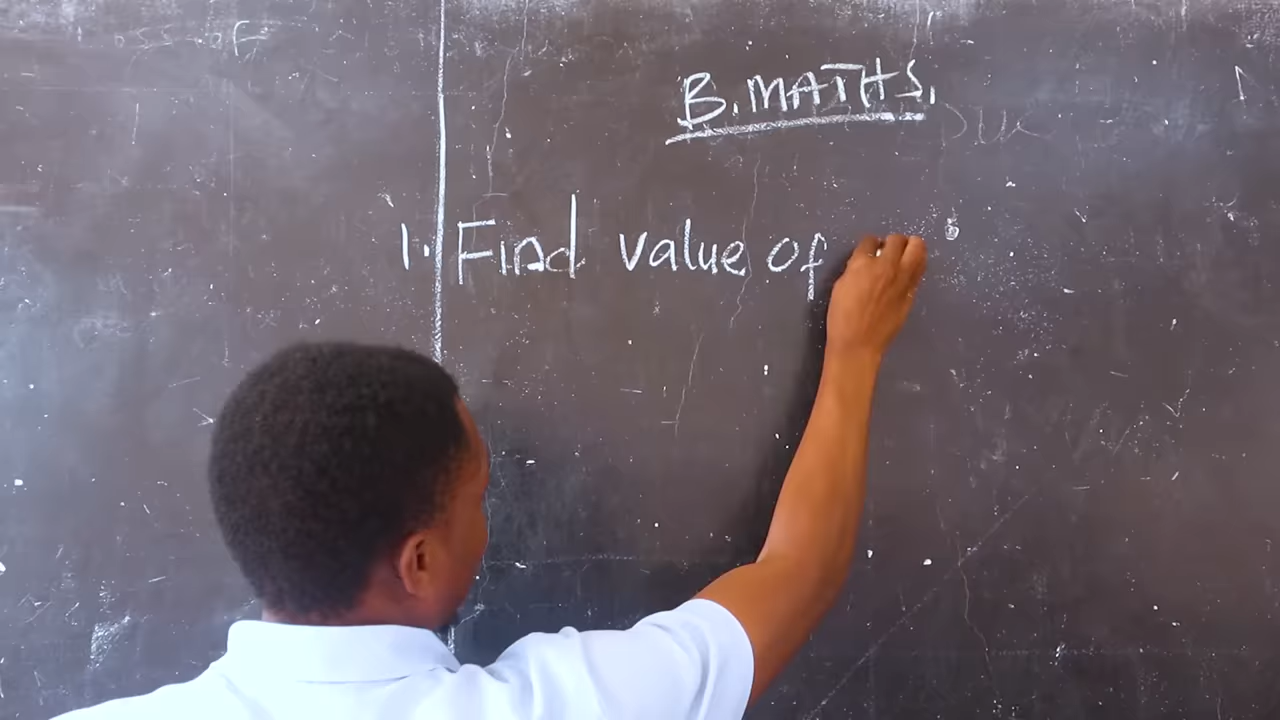 B. MATHS.
1. Find value of